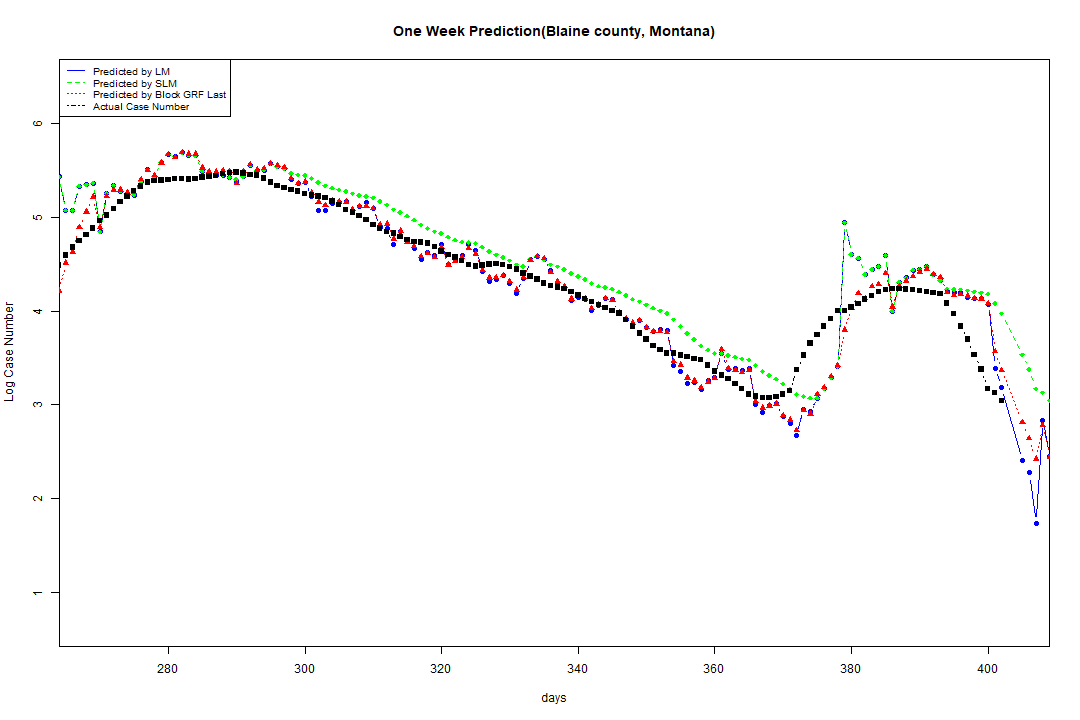 One Week Prediction(Blaine county, Montana)
Predicted by LM
Predicted by SLM
Predicted by Block GRF Last
Actual Case Number
Log Case Number
6
5
4
3
2
1
280 300 320 340 360 380 400
days